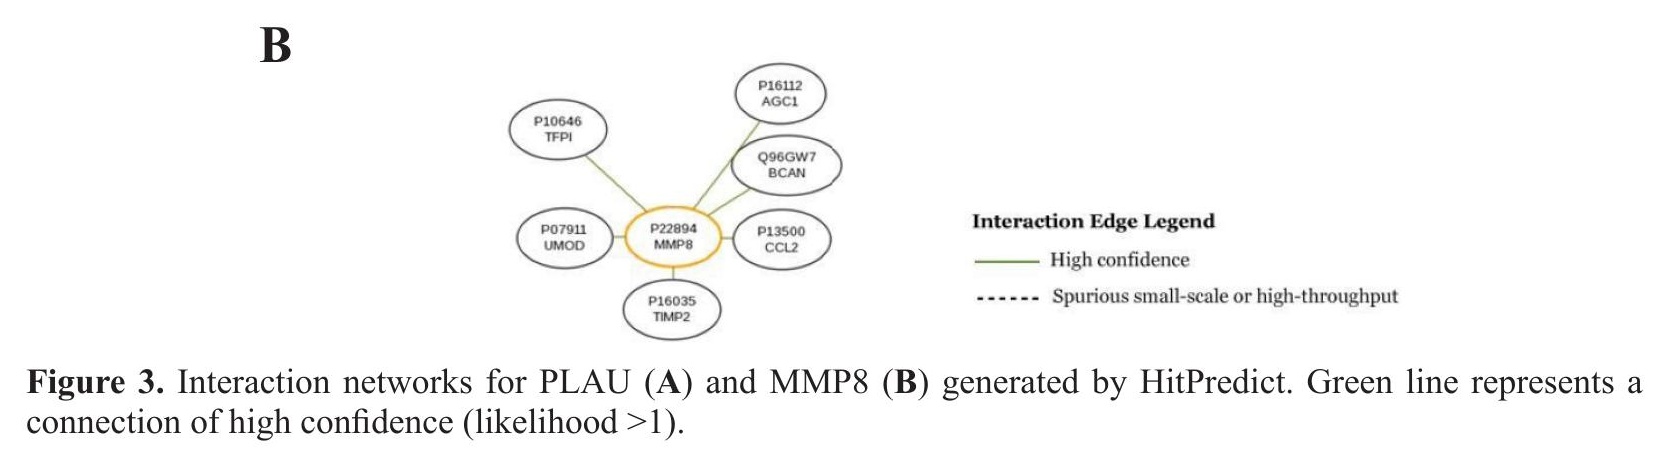 B
P16112
AGC1
P10646
TFPI
Q96GW7
BCAN
P07911
UMOD
P22894
MMP8
P13500
CCL2
P16035
TIMP2
Interaction Edge Legend
High confidence
Spurious small-scale or high-throughput
Figure 3. Interaction networks for PLAU (A) and MMP8 (B) generated by HitPredict. Green line represents a
connection of high confidence (likelihood >1).